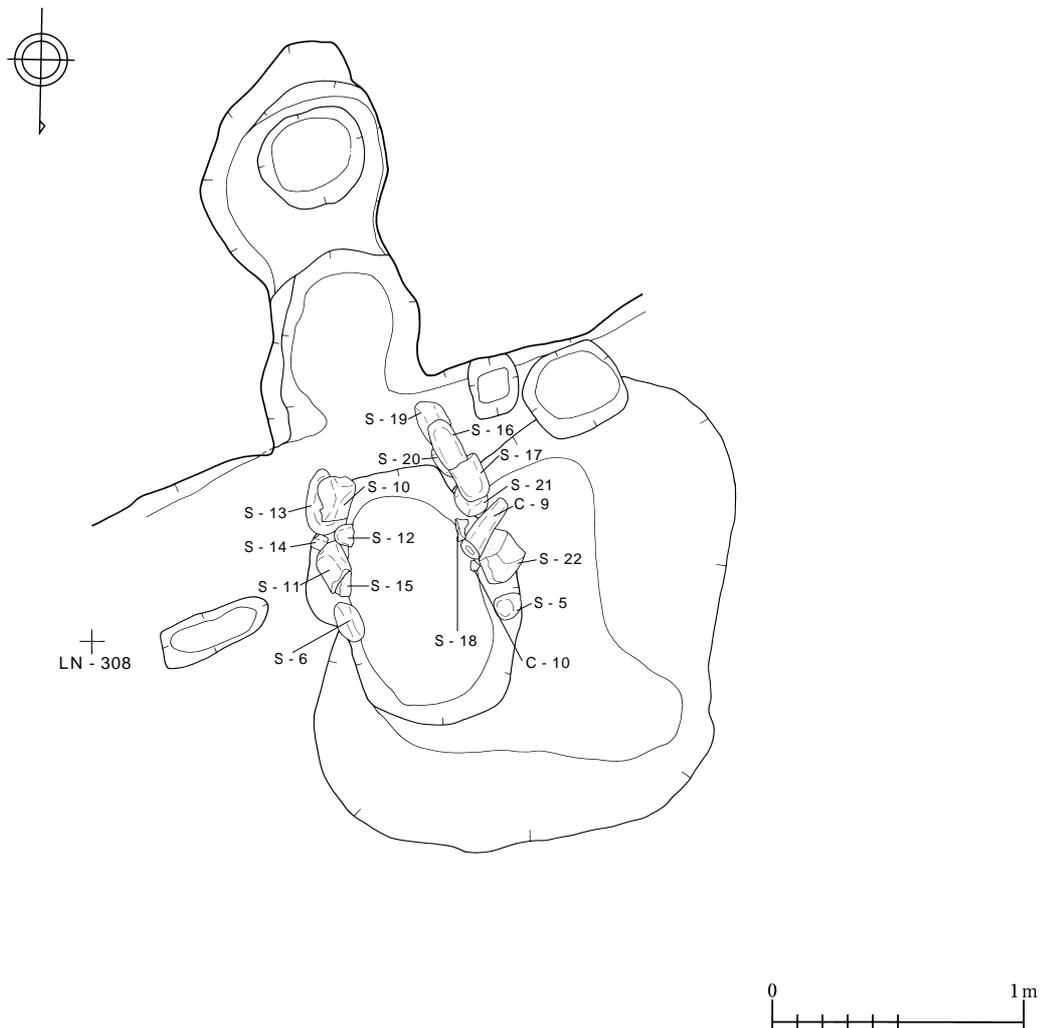 S - 19
S - 16
S - 20
S - 17
S - 10
S - 21
C - 9
S - 13
S - 14
S - 12
S - 22
S - 11
S - 15
S - 5
S - 18
S - 6
C - 10
LN - 308
0
1 m